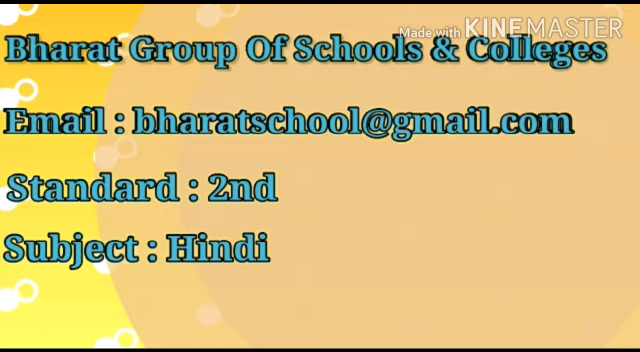 Made with KINEMASTER
Bharat Group Of Schools & Colleges
Email : bharatschool@gmail.com
Standard : 2nd
Subject : Hindi